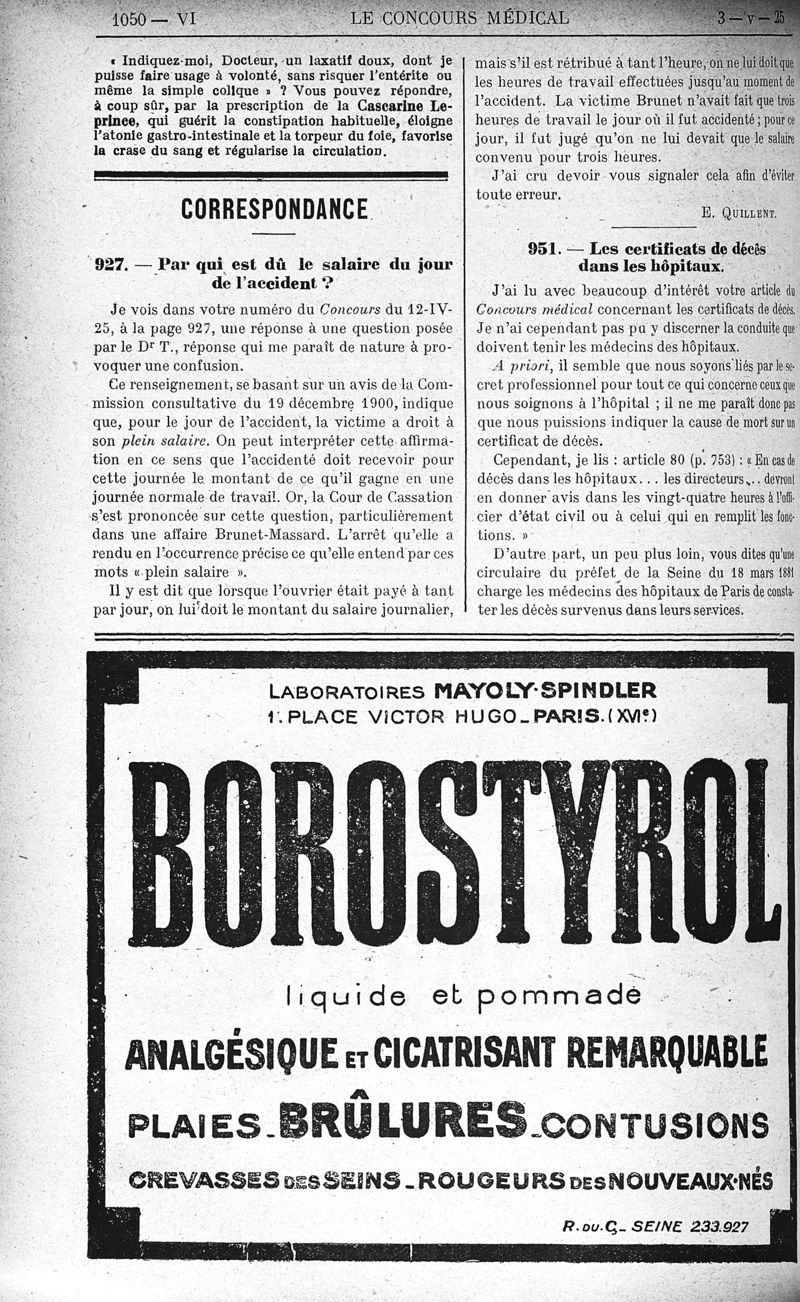 1050 — VI
LE CONCOURS MÉDICAL
3 — V — 25
« Indiquez-moi, Docteur, un laxatif doux, dont je
puisse faire usage à volonté, sans risquer l'entérite ou
même la simple colique » ? Vous pouvez répondre,
à coup sûr, par la prescription de la Cascarine Le-
prince, qui guérit la constipation habituelle, éloigne
l'atonie gastro-intestinale et la torpeur du foie, favorise
la crase du sang et régularise la circulation.
CORRESPONDANCE
927. — Par qui est dû le salaire du jour
de l'accident ?
Je vois dans votre numéro du Concours du 12-IV-
25, à la page 927, une réponse à une question posée
par le Dr T., réponse qui me paraît de nature à pro-
voquer une confusion.
Ce renseignement, se basant sur un avis de la Com-
mission consultative du 19 décembre 1900, indique
que, pour le jour de l'accident, la victime a droit à
son plein salaire. On peut interpréter cette affirma-
tion en ce sens que l'accidenté doit recevoir pour
cette journée le montant de ce qu'il gagne en une
journée normale de travail. Or, la Cour de Cassation
s'est prononcée sur cette question, particulièrement
dans une affaire Brunet-Massard. L'arrêt qu'elle a
rendu en l'occurrence précise ce qu'elle entend par ces
mots « plein salaire ».
Il y est dit que lorsque l'ouvrier était payé à tant
par jour, on lui doit le montant du salaire journalier,
mais s'il est rétribué à tant l'heure, on ne lui doit que
les heures de travail effectuées jusqu'au moment de
l'accident. La victime Brunet n'avait fait que trois
heures de travail le jour où il fut accidenté ; pour ce
jour, il fut jugé qu'on ne lui devait que le salaire
convenu pour trois heures.
J'ai cru devoir vous signaler cela afin d'éviter
toute erreur.
E. QUILLENT.
951. — Les certificats de décès
dans les hôpitaux.
J'ai lu avec beaucoup d'intérêt votre article du
Concours médical concernant les certificats de décès.
Je n'ai cependant pas pu y discerner la conduite que
doivent tenir les médecins des hôpitaux.
A priori, il semble que nous soyons liés par le se-
cret professionnel pour tout ce qui concerne ceux que
nous soignons à l'hôpital ; il ne me paraît donc pas
que nous puissions indiquer la cause de mort sur un
certificat de décès.
Cependant, je lis : article 80 (p. 753) : « En cas de
décès dans les hôpitaux... les directeurs... devront
en donner avis dans les vingt-quatre heures à l'offi-
cier d'état civil ou à celui qui en remplit les fonc-
tions. »
D'autre part, un peu plus loin, vous dites qu'une
circulaire du préfet de la Seine du 18 mars 1881
charge les médecins des hôpitaux de Paris de consta-
ter les décès survenus dans leurs services.
LABORATOIRES MAYOLY-SPINDLER
1. PLACE VICTOR HUGO_PARIS. (XVIe)
BOROSTYROL
liquide et pommade
ANALGÉSIQUE ET CICATRISANT REMARQUABLE
PLAIES_BRÛLURES_CONTUSIONS
CREVASSES DES SEINS_ROUGEURS DES NOUVEAUX-NÉS
R. DU C_ SEINE 233.927